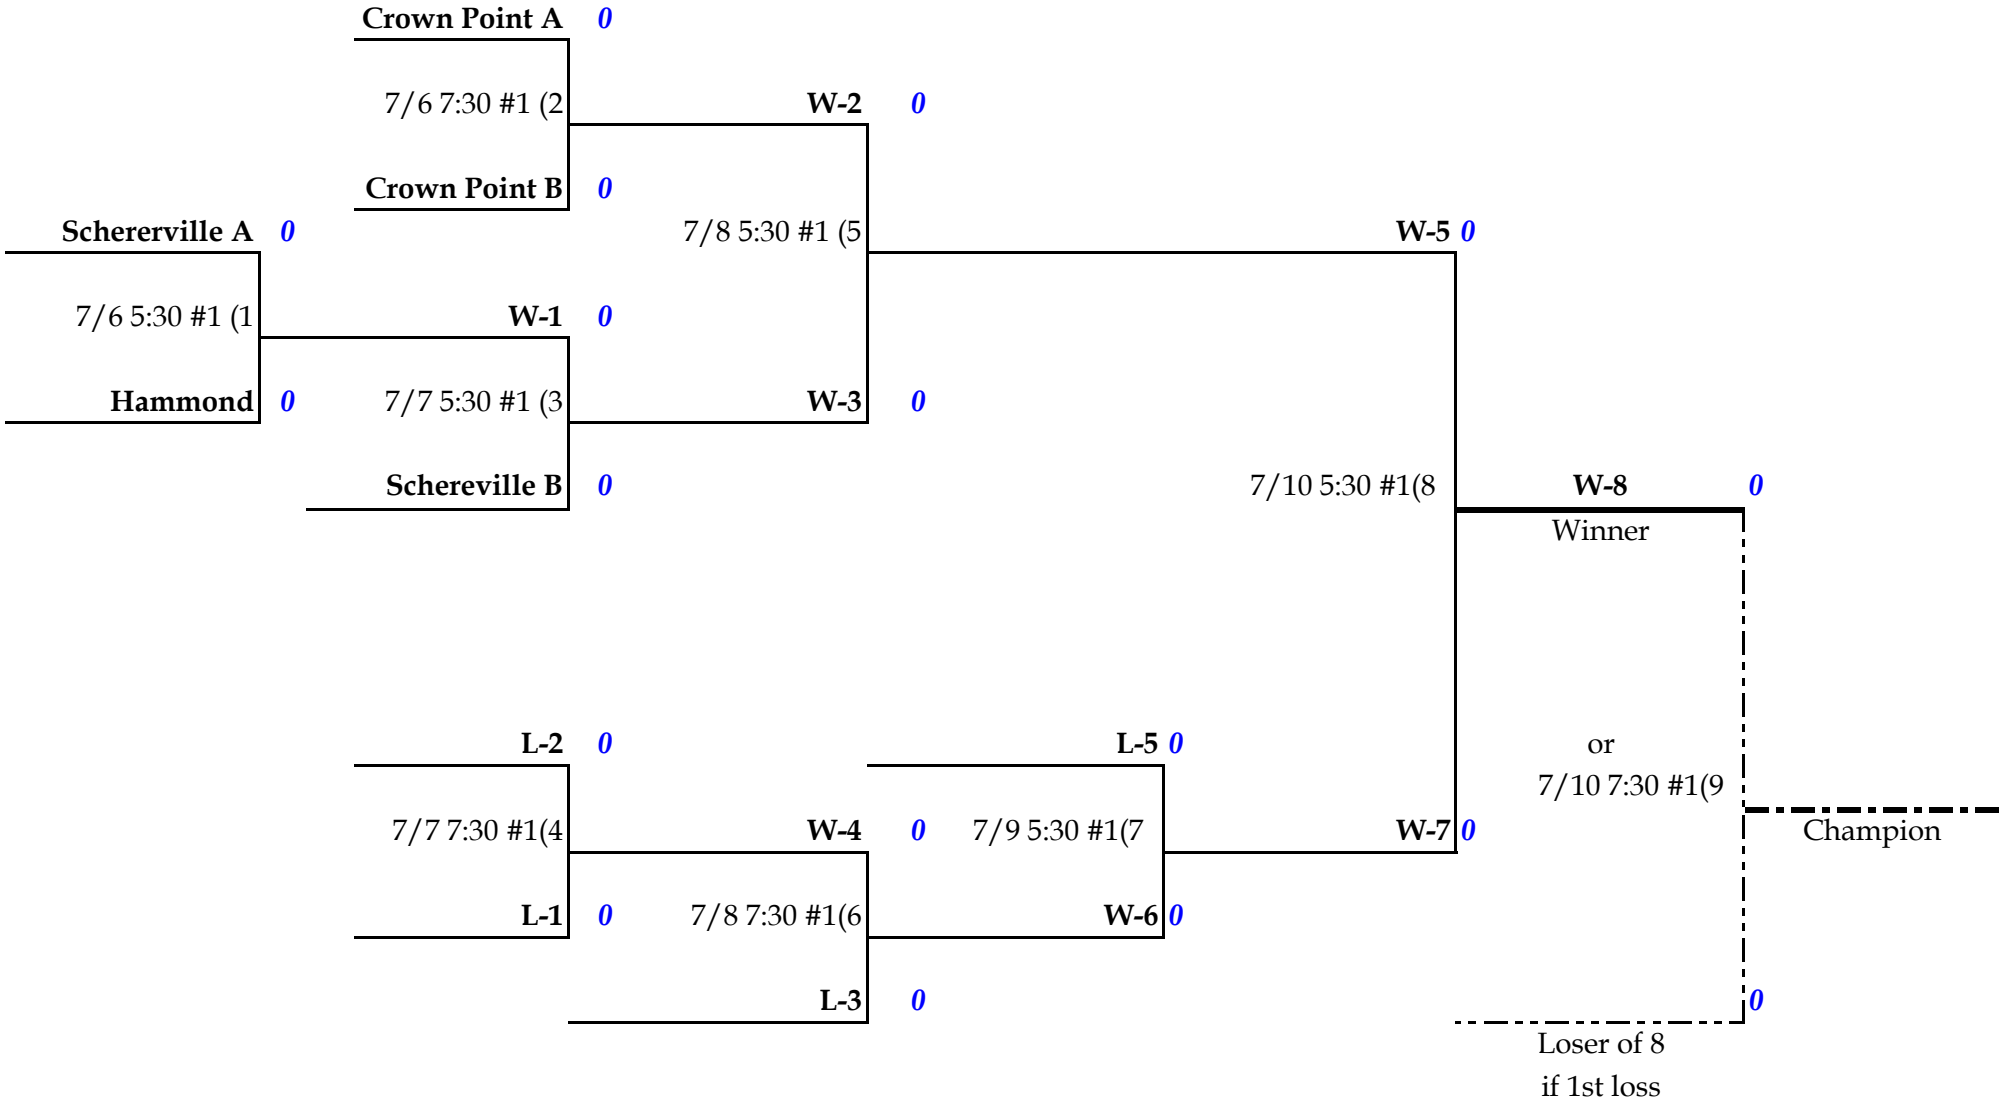 Crown Point A 0
7/6 7:30 #1 (2 W-2 0
Crown Point B 0
Schererville A 0 7/8 5:30 #1 (5 W-5 0
7/6 5:30 #1 (1 W-1 0
Hammond 0 7/7 5:30 #1 (3 W-3 0
Schereville B 0 7/10 5:30 #1(8 W-8 0
Winner
L-2 0 L-5 0 or
7/10 7:30 #1(9
7/7 7:30 #1(4 W-4 0 7/9 5:30 #1(7 W-7 0 Champion
L-1 0 7/8 7:30 #1(6 W-6 0
L-3 0 0
Loser of 8
if 1st loss